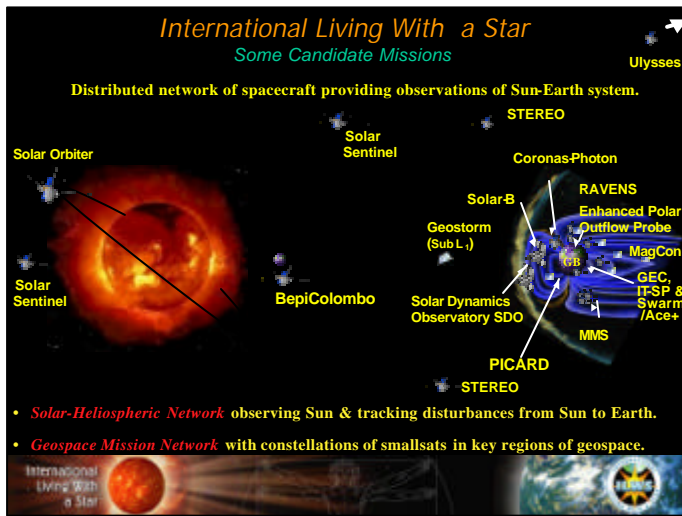 International Living With a Star
Some Candidate Missions
Ulysses
Distributed network of spacecraft providing observations of Sun-Earth system.
STEREO
Solar
Sentinel
Solar Orbiter
Coronas-Photon
Solar-B
RAVENS
Enhanced Polar
Outflow Probe
Geostorm
(Sub L1)
MagCon
GB
Solar
Sentinel
BepiColombo
Solar Dynamics
Observatory SDO
GEC,
IT-SP &
Swarm
/Ace+
MMS
PICARD
STEREO
• Solar-Heliospheric Network observing Sun & tracking disturbances from Sun to Earth.
• Geospace Mission Network with constellations of smallsats in key regions of geospace.
International
Living With
a Star
ILWS